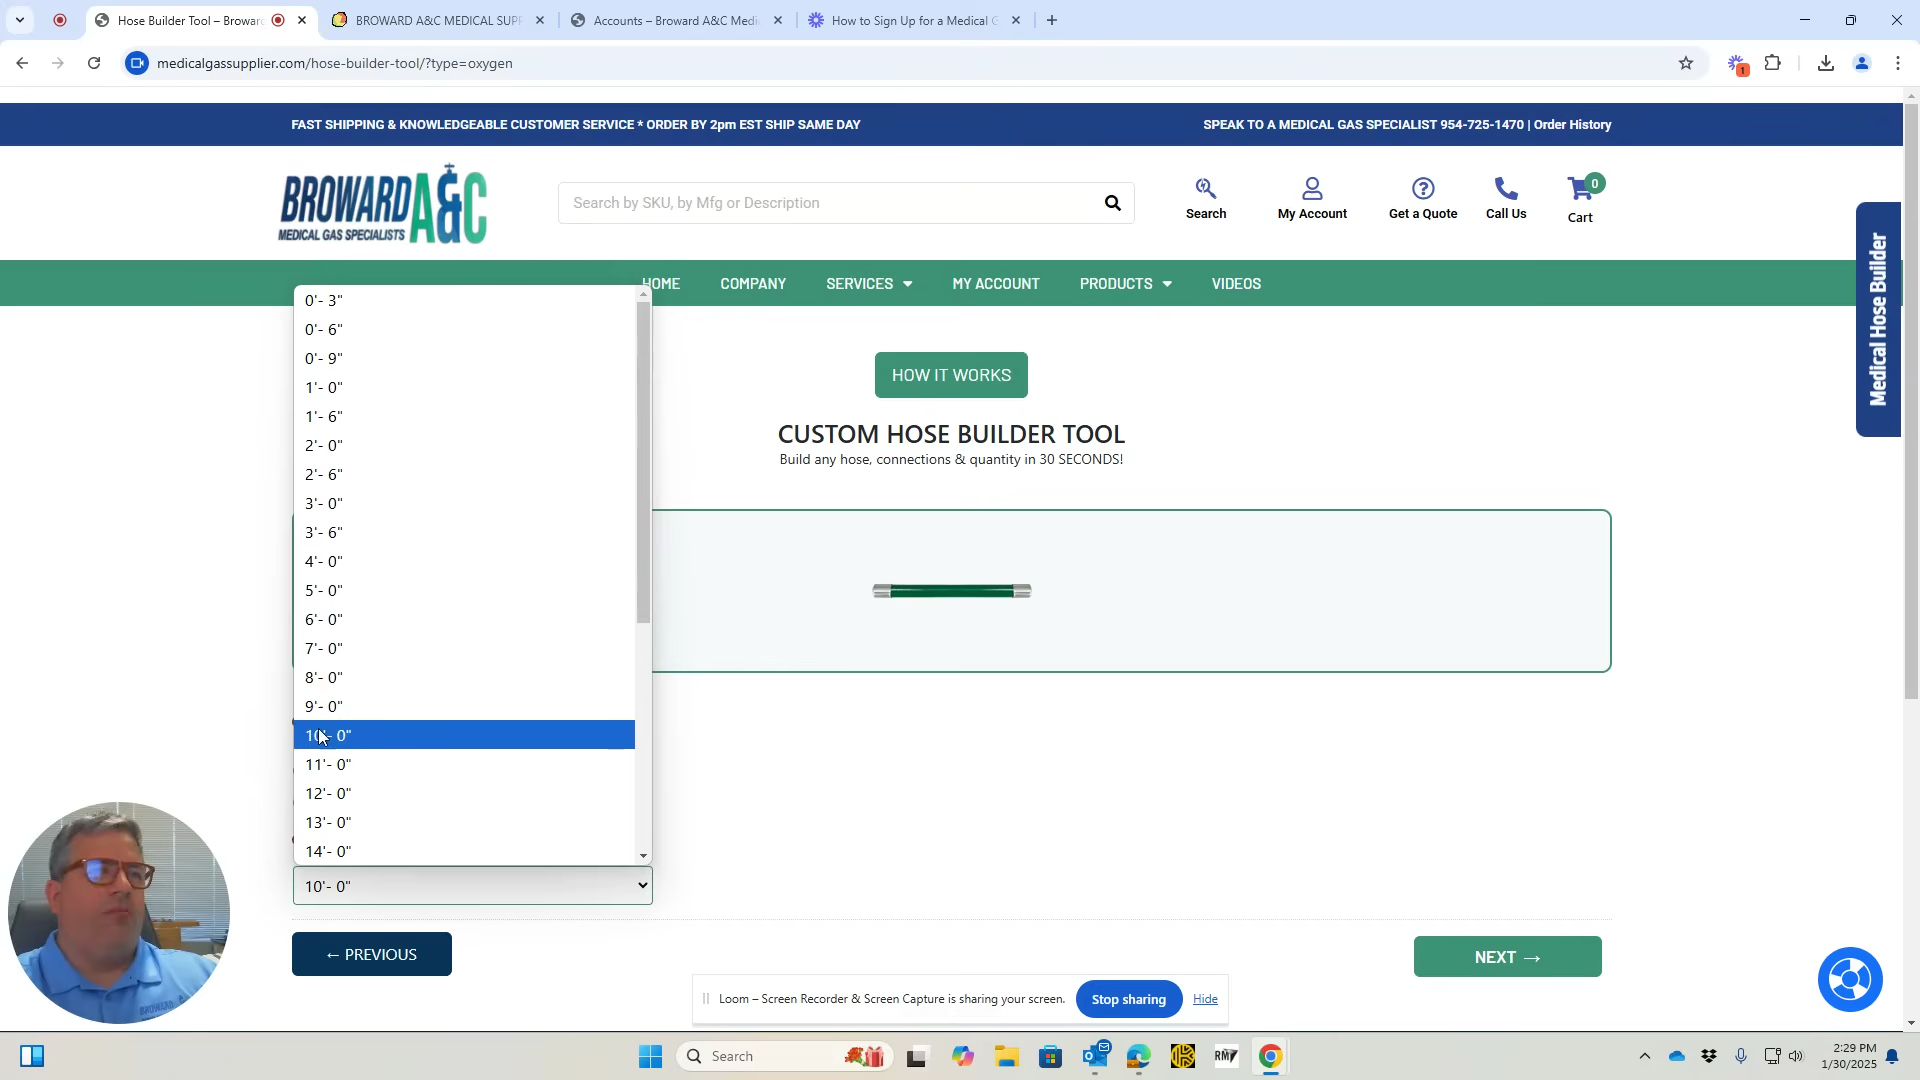 Hose Builder Tool – Broward
BROWARD A&C MEDICAL SUPP
Accounts – Broward A&C Medi
How to Sign Up for a Medical G
medicalgassupplier.com/hose-builder-tool/?type=oxygen
1
FAST SHIPPING & KNOWLEDGEABLE CUSTOMER SERVICE * ORDER BY 2pm EST SHIP SAME DAY
SPEAK TO A MEDICAL GAS SPECIALIST 954-725-1470 | Order History
BROWARD A&C
MEDICAL GAS SPECIALISTS
Search by SKU, by Mfg or Description
Search
My Account
Get a Quote
Call Us
0
Cart
HOME
COMPANY
SERVICES
MY ACCOUNT
PRODUCTS
VIDEOS
Medical Hose Builder
HOW IT WORKS
CUSTOM HOSE BUILDER TOOL
Build any hose, connections & quantity in 30 SECONDS!
0'- 3"
0'- 6"
0'- 9"
1'- 0"
1'- 6"
2'- 0"
2'- 6"
3'- 0"
3'- 6"
4'- 0"
5'- 0"
6'- 0"
7'- 0"
8'- 0"
9'- 0"
10'- 0"
11'- 0"
12'- 0"
13'- 0"
14'- 0"
10'- 0"
← PREVIOUS
NEXT →
Loom – Screen Recorder & Screen Capture is sharing your screen.
Stop sharing
Hide
Search
RM
2:29 PM
1/30/2025